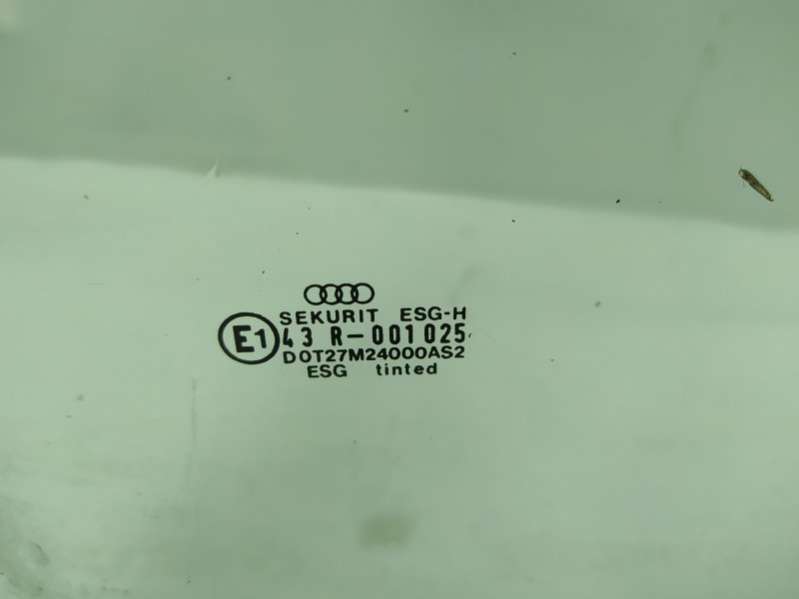 SEKURIT ESG-H
E1 43 R-001025
DOT27M24000AS2
ESG tinted